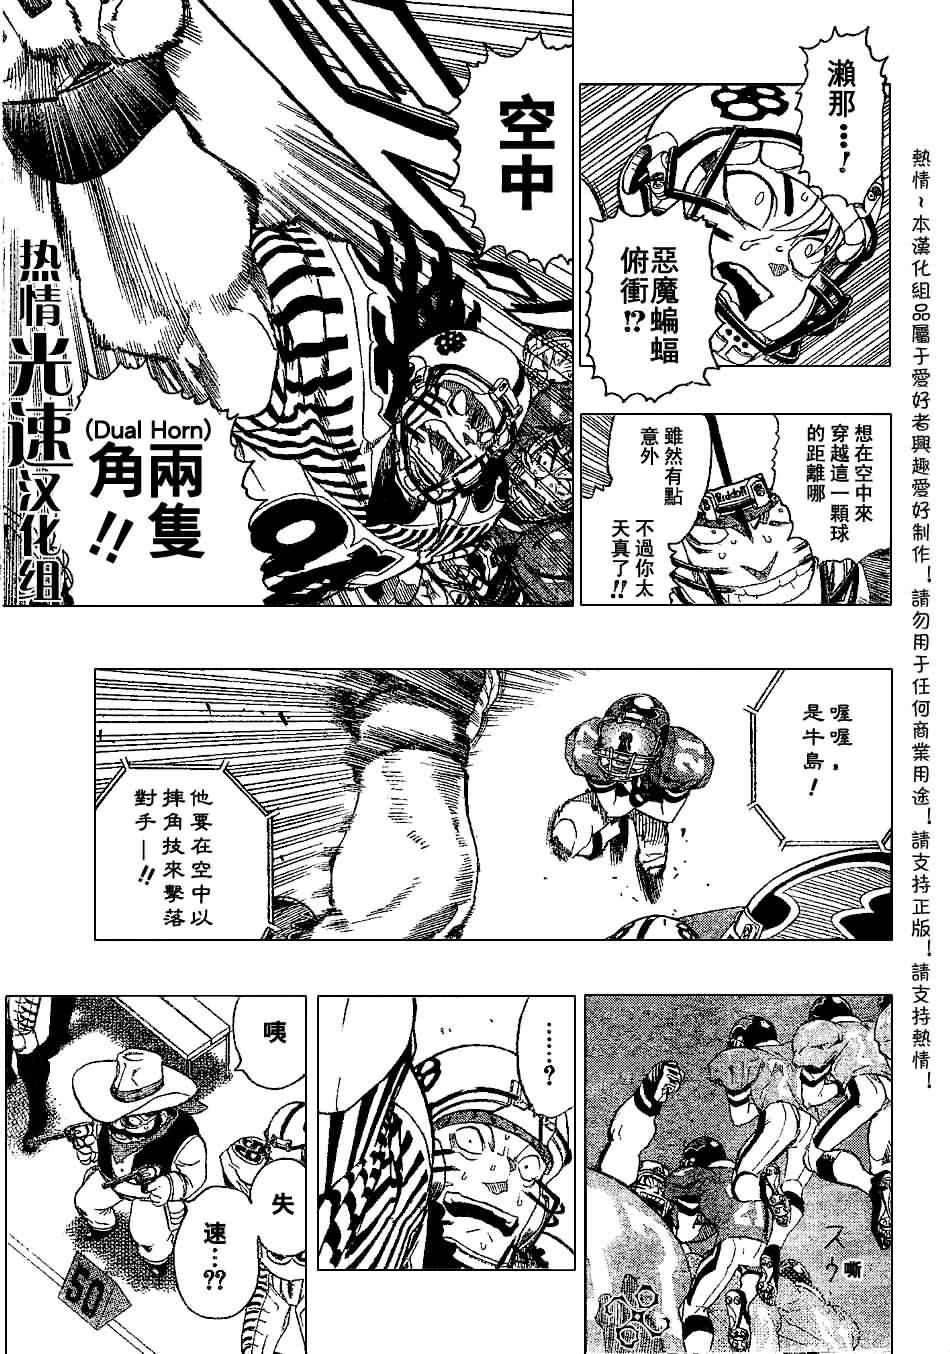 瀨那…！
惡魔蝙蝠
俯衝!?
空中
兩隻
角!!
(Dual Horn)
想在空中來
穿越這一顆球
的距離哪
雖然有點
意外
不過你太
天真了!!
Riddell
喔喔，
是牛島！
他要在空中以
摔角技來擊落
對手—!!
スウ
嘶
……?
咦
失
速…??
50
热情光速汉化组
熱情~本漢化組品屬于愛好者興趣愛好制作！請勿用于任何商業用途！請支持正版！請支持熱情！